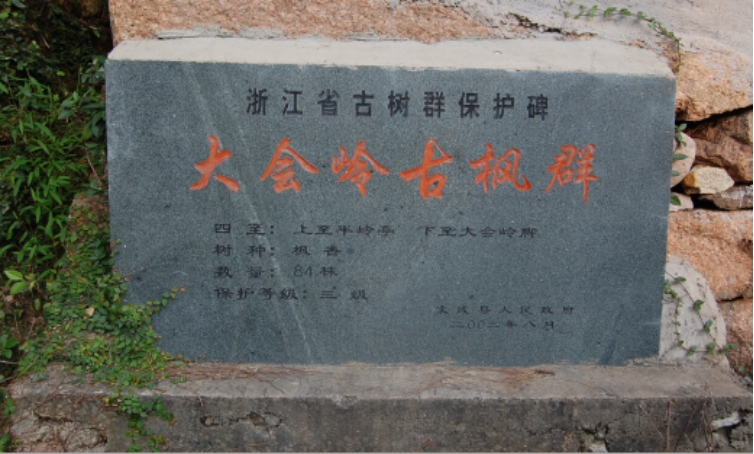 浙江省古树群保护碑
大会岭古枫群
四 至： 上至半岭亭 下至大会岭脚
树 种： 枫 香
数 量： 84株
保护等级：三 级
文成县人民政府
二00二年八月